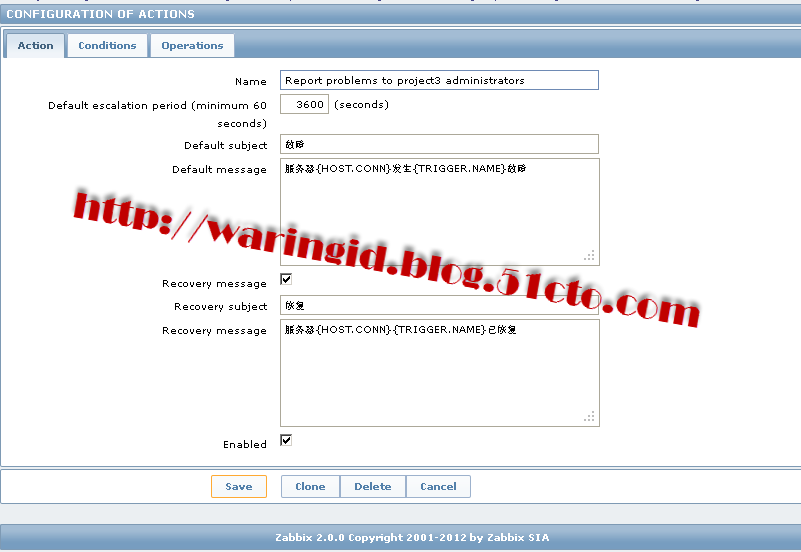 CONFIGURATION OF ACTIONS
Action Conditions Operations
Name Report problems to project3 administrators
Default escalation period (minimum 60
seconds)
3600 (seconds)
Default subject 故障
Default message 服务器{HOST.CONN}发生{TRIGGER.NAME}故障
http://waringid.blog.51cto.com
Recovery message
Recovery subject 恢复
Recovery message 服务器{HOST.CONN}{TRIGGER.NAME}已恢复
Enabled
Save Clone Delete Cancel
Zabbix 2.0.0 Copyright 2001-2012 by Zabbix SIA